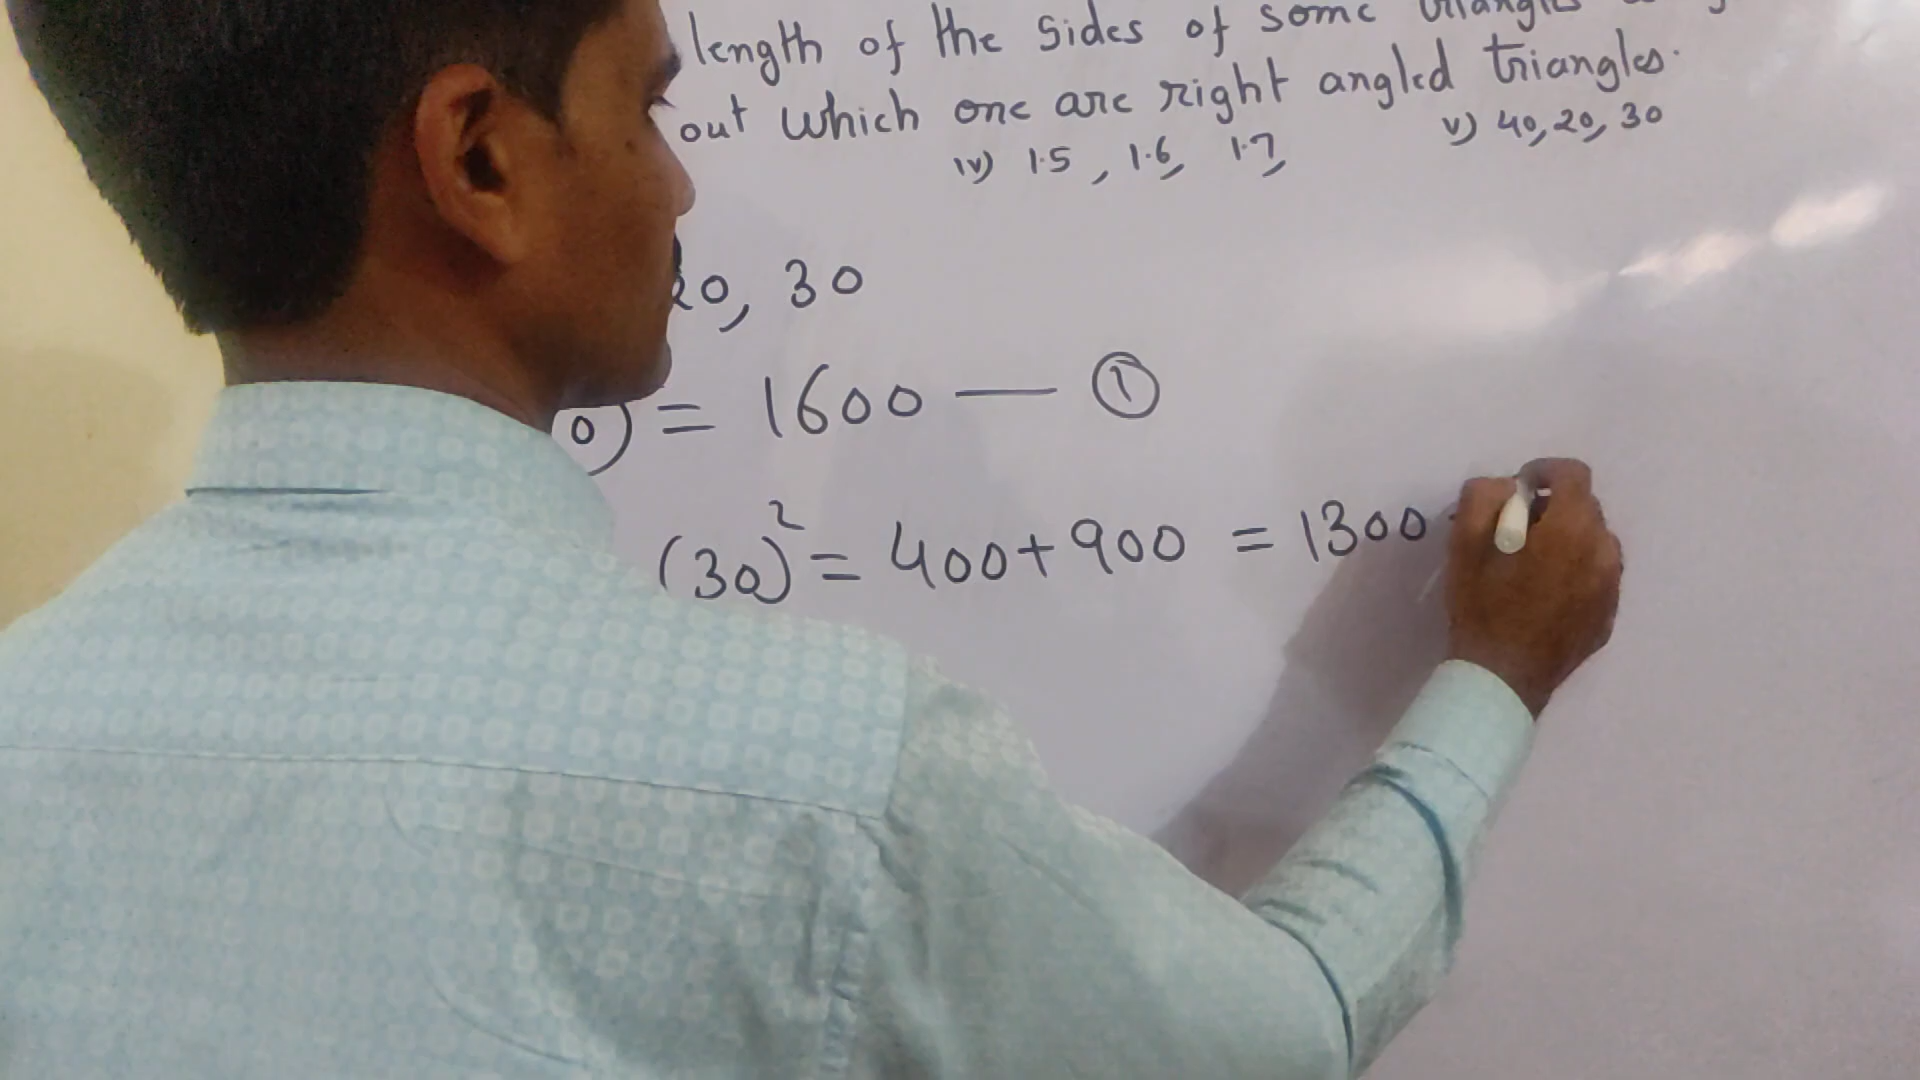 length of the sides of some triangles
out which one are right angled triangles.
iv) 1.5, 1.6, 1.7, v) 40, 20, 30
20, 30
0) = 1600 — ①
(30)² = 400 + 900 = 1300